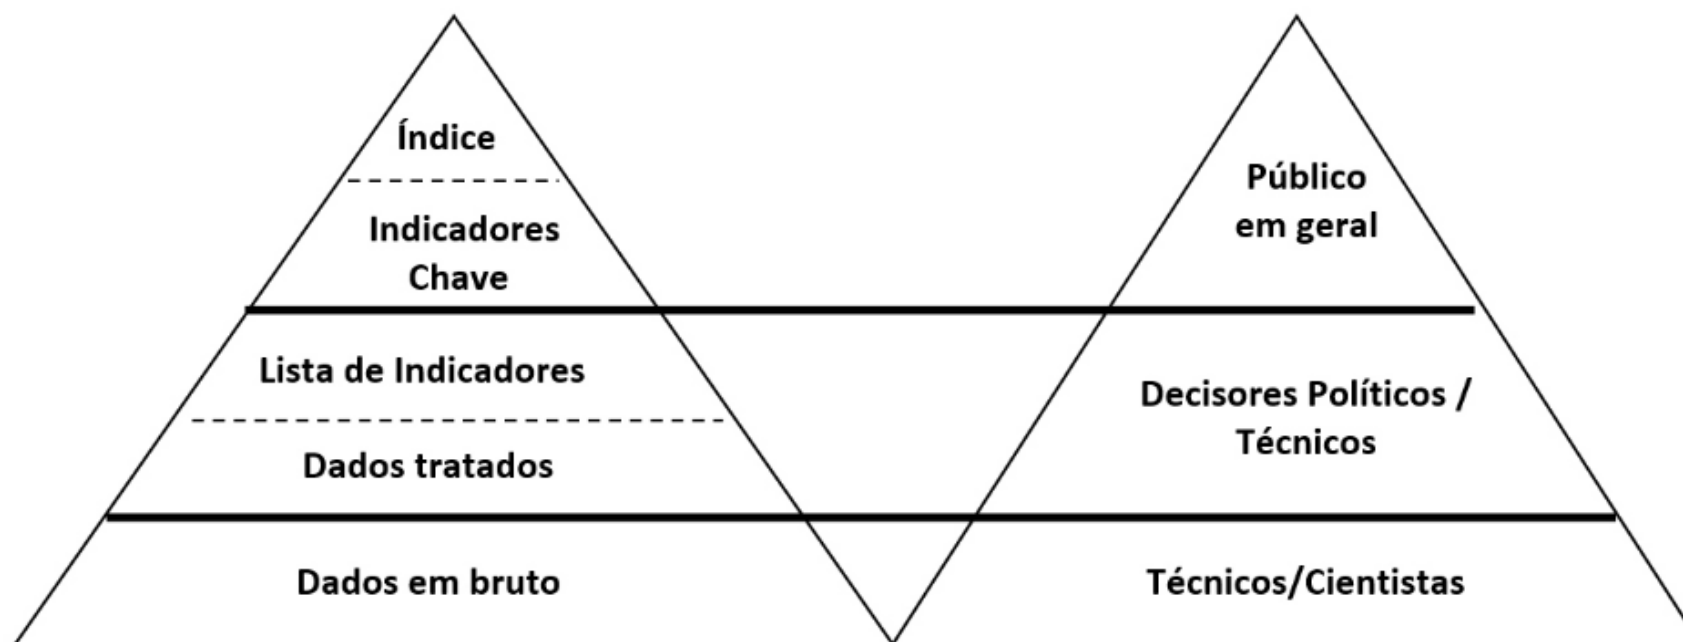 Índice
Indicadores
Chave
Lista de Indicadores
Dados tratados
Dados em bruto
Público
em geral
Decisores Políticos /
Técnicos
Técnicos/Cientistas